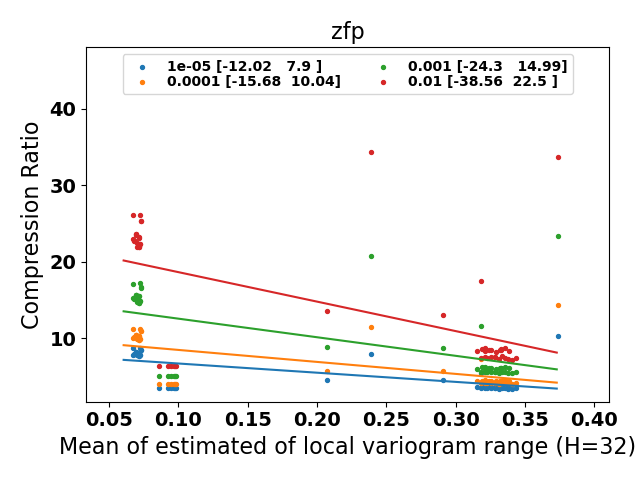 zfp
1e-05 [-12.02   7.9 ]
0.0001 [-15.68  10.04]
0.001 [-24.3   14.99]
0.01 [-38.56  22.5 ]
Compression Ratio
40
30
20
10
0.05 0.10 0.15 0.20 0.25 0.30 0.35 0.40
Mean of estimated of local variogram range (H=32)